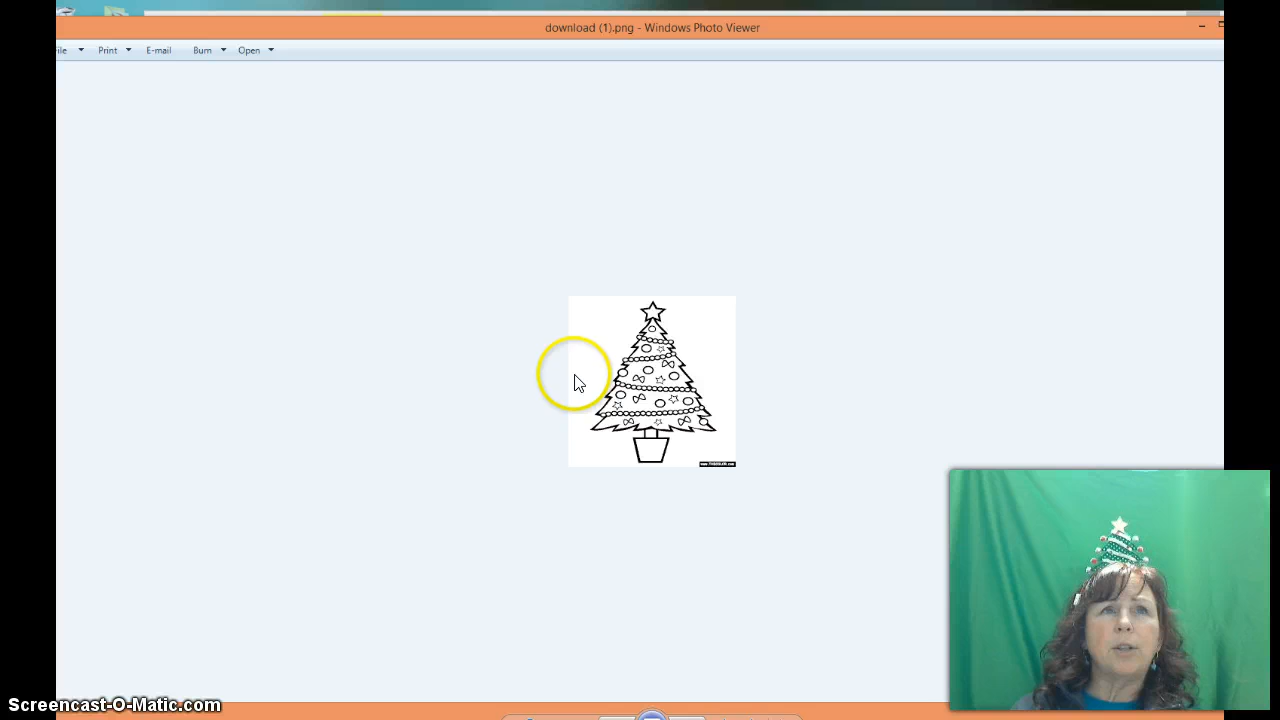 download (1).png - Windows Photo Viewer
File Print E-mail Burn Open
Screencast-O-Matic.com